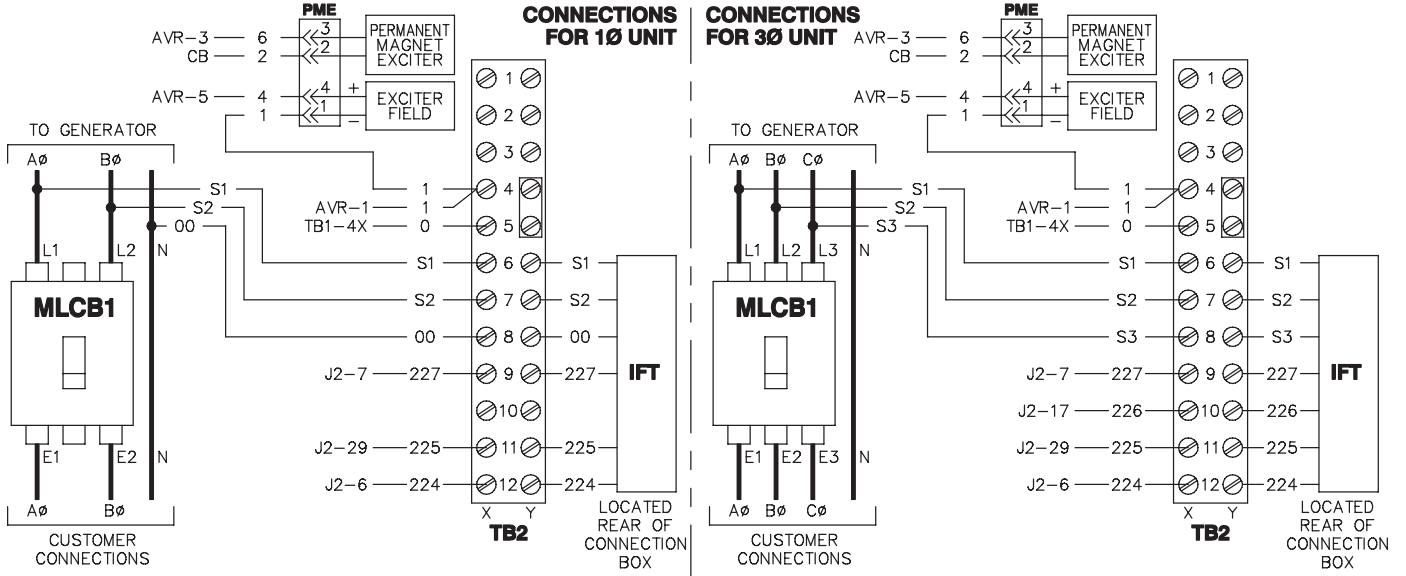 CONNECTIONS
FOR 1Ø UNIT
PME
AVR-3 6 3
CB 2 2
PERMANENT
MAGNET
EXCITER
AVR-5 4 4 +
1 1 −
EXCITER
FIELD
TO GENERATOR
AØ BØ
S1
S2
00
L1 L2 N
MLCB1
E1 E2 N
AØ BØ
CUSTOMER
CONNECTIONS
1
2
3
1 4
AVR-1 1
TB1-4X 0 5
S1 6 S1
S2 7 S2
00 8 00
J2-7 227 9 227
10
J2-29 225 11 225
J2-6 224 12 224
X Y
TB2
IFT
LOCATED
REAR OF
CONNECTION
BOX
CONNECTIONS
FOR 3Ø UNIT
PME
AVR-3 6 3
CB 2 2
PERMANENT
MAGNET
EXCITER
AVR-5 4 4 +
1 1 −
EXCITER
FIELD
TO GENERATOR
AØ BØ CØ
S1
S2
S3
L1 L2 L3 N
MLCB1
E1 E2 E3 N
AØ BØ CØ
CUSTOMER
CONNECTIONS
1
2
3
1 4
AVR-1 1
TB1-4X 0 5
S1 6 S1
S2 7 S2
S3 8 S3
J2-7 227 9 227
J2-17 226 10 226
J2-29 225 11 225
J2-6 224 12 224
X Y
TB2
IFT
LOCATED
REAR OF
CONNECTION
BOX